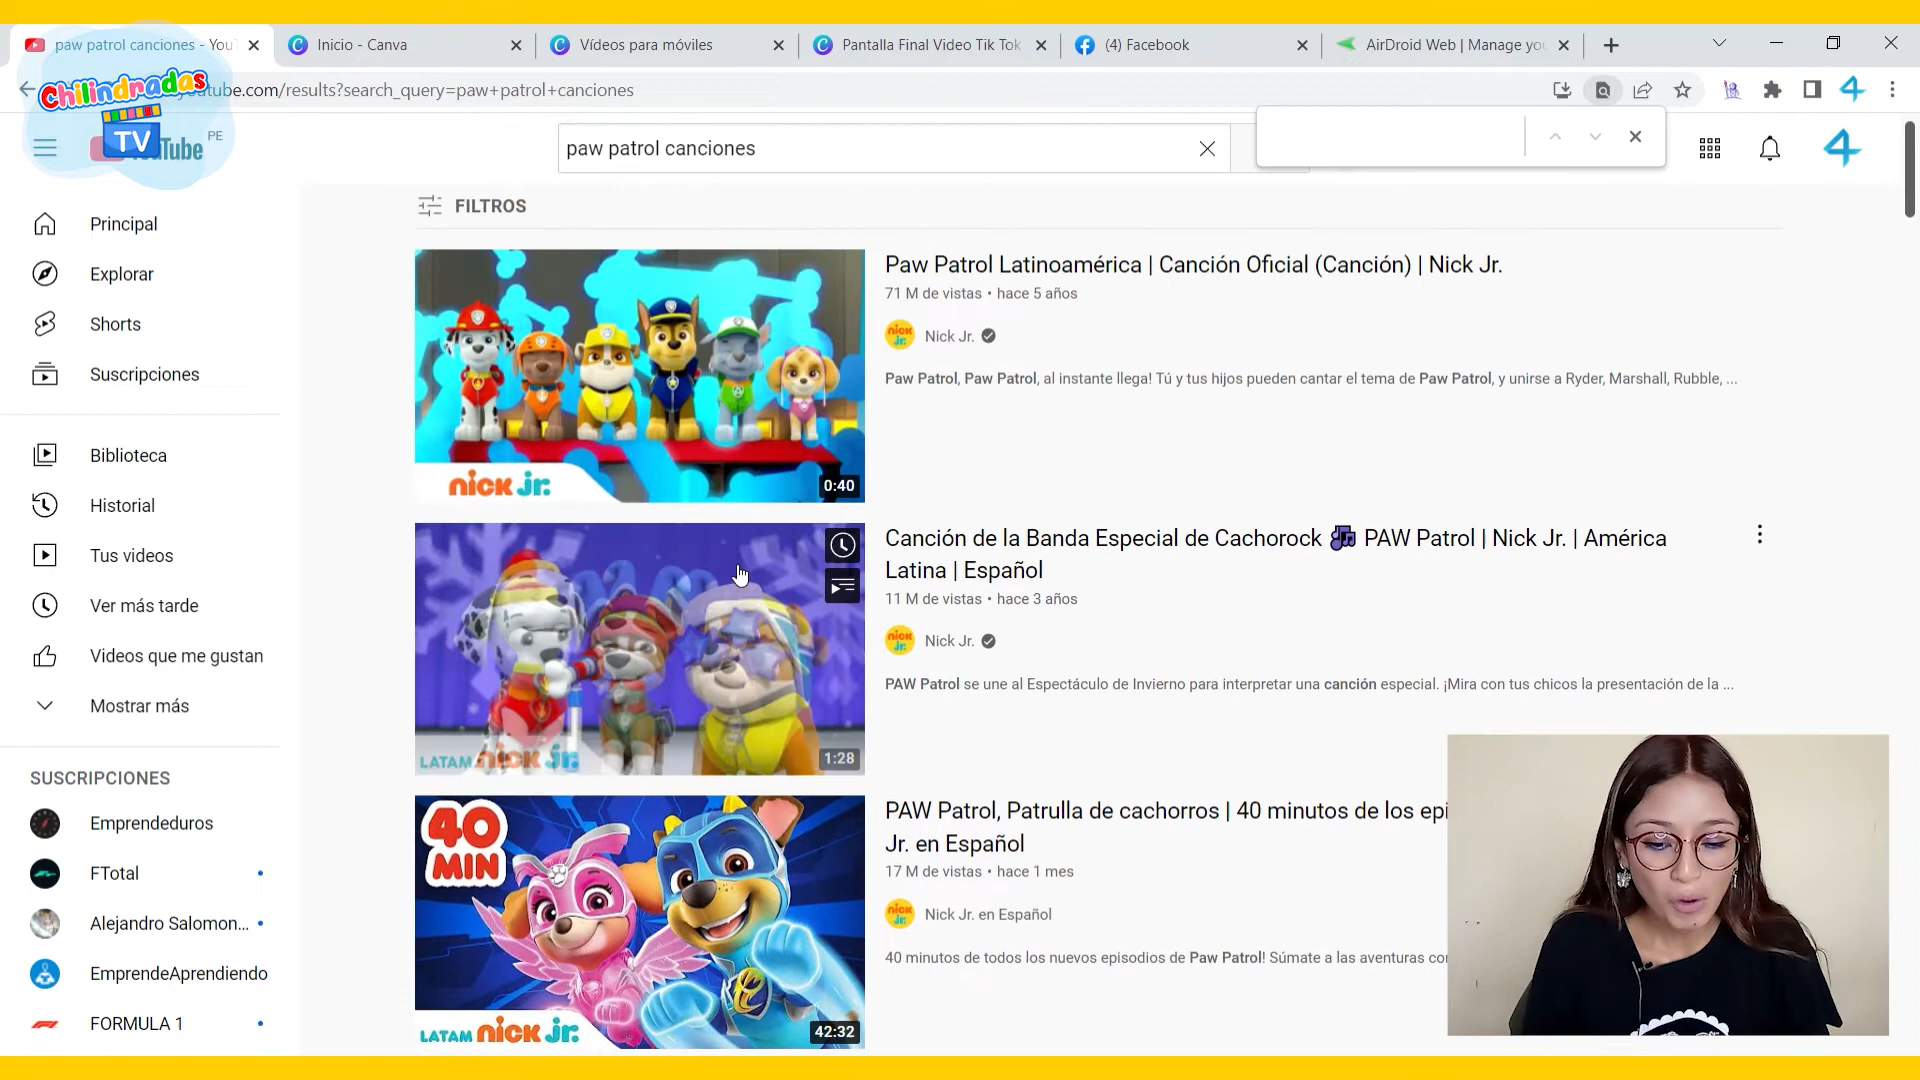 paw patrol canciones - You
Inicio - Canva
Vídeos para móviles
Pantalla Final Video Tik Tok
(4) Facebook
AirDroid Web | Manage you
youtube.com/results?search_query=paw+patrol+canciones
Chilindradas
TV
YouTube
PE
paw patrol canciones
Principal
Explorar
Shorts
Suscripciones
Biblioteca
Historial
Tus videos
Ver más tarde
Videos que me gustan
Mostrar más
SUSCRIPCIONES
Emprendeduros
FTotal
Alejandro Salomon...
EmprendeAprendiendo
FORMULA 1
FILTROS
nick jr.
0:40
Paw Patrol Latinoamérica | Canción Oficial (Canción) | Nick Jr.
71 M de vistas • hace 5 años
nick jr.
Nick Jr.
Paw Patrol, Paw Patrol, al instante llega! Tú y tus hijos pueden cantar el tema de Paw Patrol, y unirse a Ryder, Marshall, Rubble, ...
LATAM nick jr.
1:28
Canción de la Banda Especial de Cachorock 🎶 PAW Patrol | Nick Jr. | América
Latina | Español
11 M de vistas • hace 3 años
nick jr.
Nick Jr.
PAW Patrol se une al Espectáculo de Invierno para interpretar una canción especial. ¡Mira con tus chicos la presentación de la ...
40
MIN
LATAM nick jr.
42:32
PAW Patrol, Patrulla de cachorros | 40 minutos de los epi
Jr. en Español
17 M de vistas • hace 1 mes
nick jr.
Nick Jr. en Español
40 minutos de todos los nuevos episodios de Paw Patrol! Súmate a las aventuras co